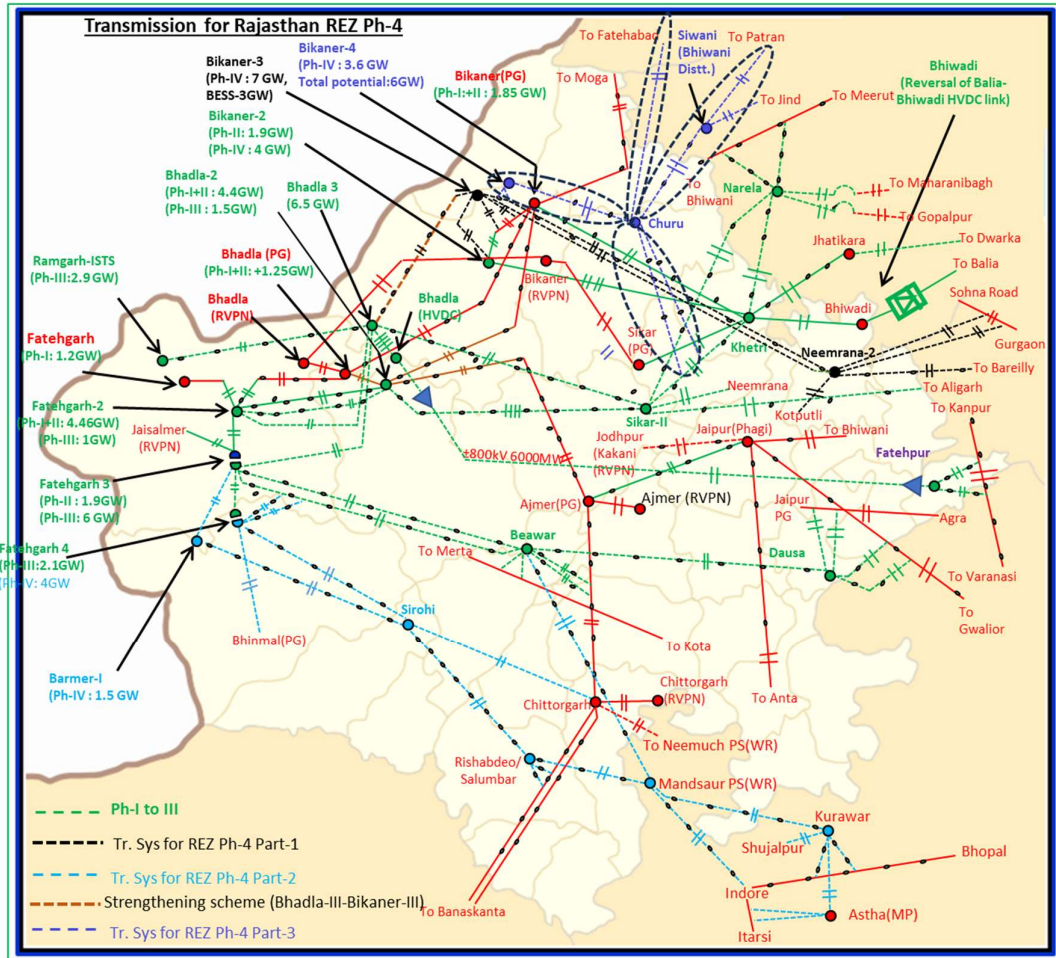 Transmission for Rajasthan REZ Ph-4
Bikaner-3
(Ph-IV : 7 GW,
BESS-3GW)
Bikaner-4
(Ph-IV : 3.6 GW
Total potential:6GW)
Bikaner(PG)
(Ph-I:+II : 1.85 GW)
To Fatehabad
Siwani
(Bhiwani
Distt.)
To Patran
To Moga
To Jind
To Meerut
Bhiwadi
(Reversal of Balia-
Bhiwadi HVDC link)
Bikaner-2
(Ph-II: 1.9GW)
(Ph-IV: 4 GW)
Bhadla-2
(Ph-I+II : 4.4GW)
(Ph-III : 1.5GW)
Bhadla 3
(6.5 GW)
To
Bhiwani
Narela
To Maharanibagh
To Gopalpur
Churu
Jhatikara
To Dwarka
To Balia
Ramgarh-ISTS
(Ph-III:2.9 GW)
Bhadla (PG)
(Ph-I+II: +1.25GW)
Bhadla
(RVPN)
Bhadla
(HVDC)
Bikaner
(RVPN)
Bhiwadi
Sohna Road
Fatehgarh
(Ph-I: 1.2GW)
Sikar
(PG)
Khetri
Neemrana-2
Gurgaon
To Bareilly
Fatehgarh-2
(Ph-I+II: 4.46GW)
(Ph-III: 1GW)
Neemrana
To Aligarh
Sikar-II
Kotputli
To Kanpur
Jaisalmer
(RVPN)
Jodhpur
(Kakani
(RVPN)
Jaipur(Phagi)
To Bhiwani
±800kV 6000MW
Fatehpur
Fatehgarh 3
(Ph-II : 1.9GW)
(Ph-III: 6 GW)
Ajmer(PG)
Ajmer (RVPN)
Jaipur
PG
Agra
Fatehgarh 4
(Ph-III:2.1GW)
(Ph-IV: 4GW
Beawar
To Merta
Dausa
To Varanasi
To
Gwalior
Sirohi
Bhinmal(PG)
To Kota
Barmer-I
(Ph-IV : 1.5 GW
Chittorgarh
Chittorgarh
(RVPN)
To Anta
To Neemuch PS(WR)
Rishabdeo/
Salumbar
Mandsaur PS(WR)
Kurawar
Shujalpur
Bhopal
Indore
To Banaskanta
Astha(MP)
Itarsi
Ph-I to III
Tr. Sys for REZ Ph-4 Part-1
Tr. Sys for REZ Ph-4 Part-2
Strengthening scheme (Bhadla-III-Bikaner-III)
Tr. Sys for REZ Ph-4 Part-3